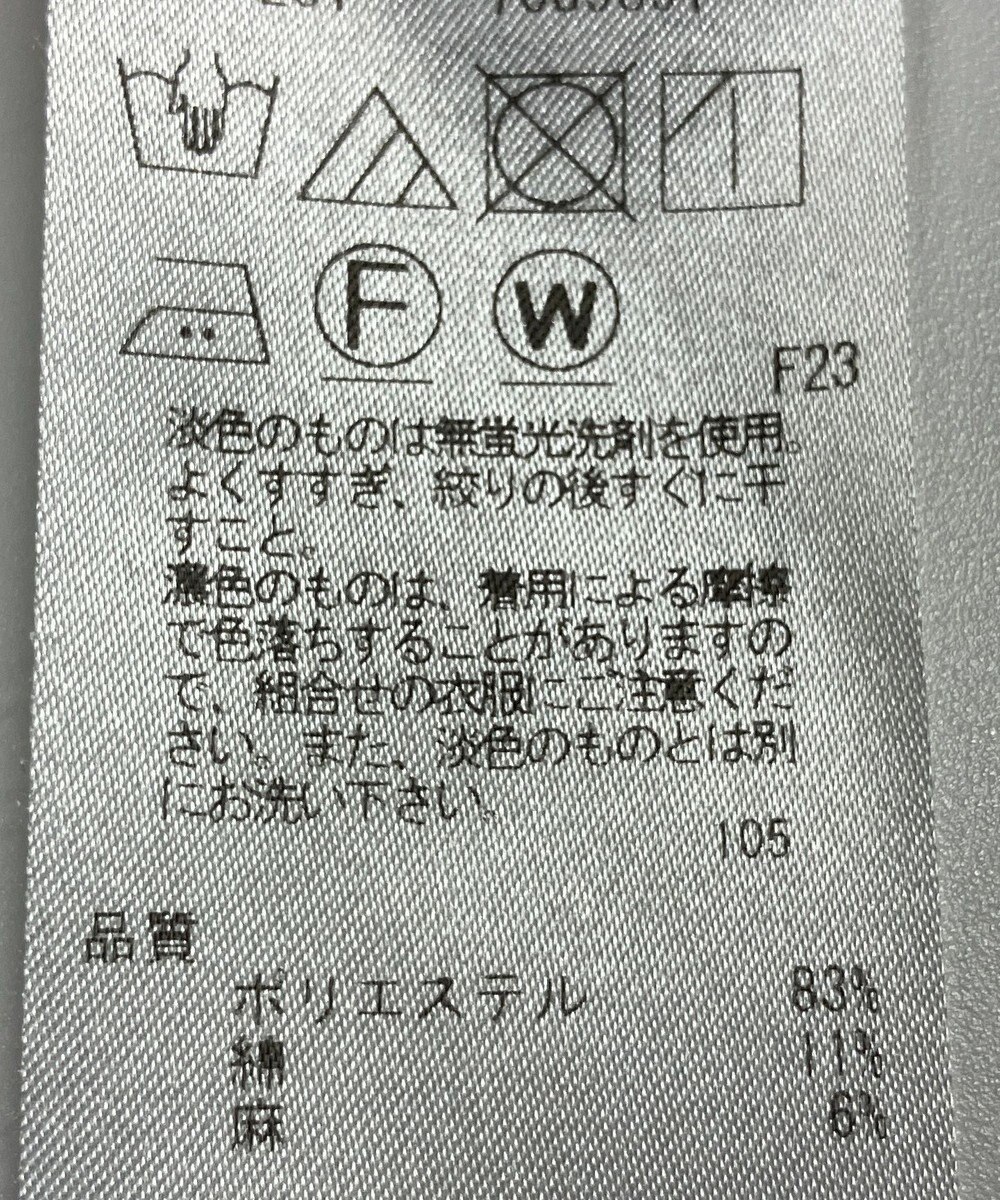 F
W
F23
淡色のものは無蛍光洗剤を使用。
よくすすぎ、絞りの後すぐに干
すこと。
濃色のものは、着用による摩擦
で色落ちすることがありますの
で、組合せの衣服にご注意くだ
さい。また、淡色のものとは別
にお洗い下さい。
105
品質
ポリエステル 83%
綿 11%
麻 6%